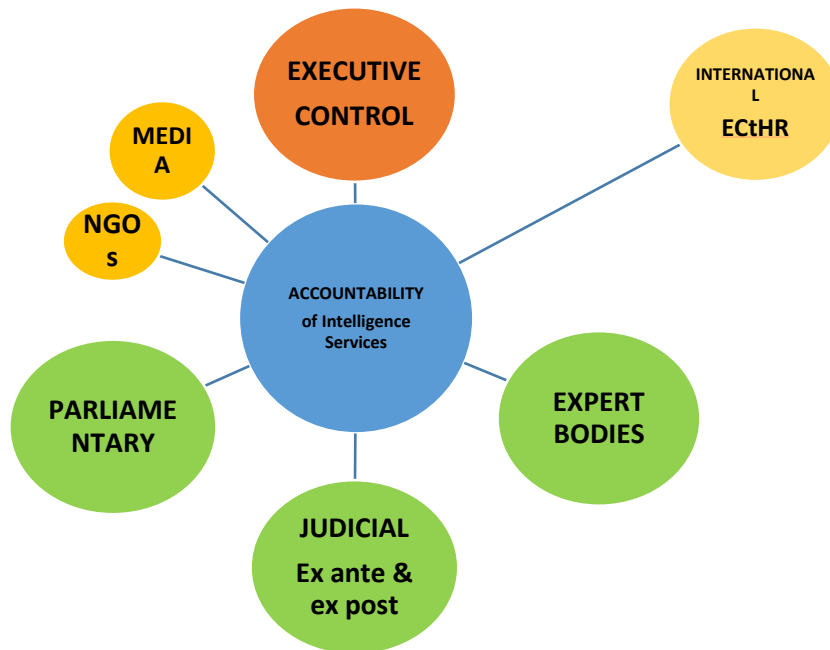 EXECUTIVE
CONTROL
INTERNATIONA
L
ECtHR
MEDI
A
NGO
s
ACCOUNTABILITY
of Intelligence
Services
PARLIAME
NTARY
EXPERT
BODIES
JUDICIAL
Ex ante &
ex post